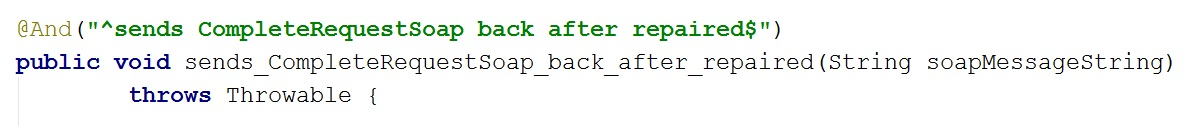 @And("^sends CompleteRequestSoap back after repaired$")
public void sends_CompleteRequestSoap_back_after_repaired(String soapMessageString)
throws Throwable {